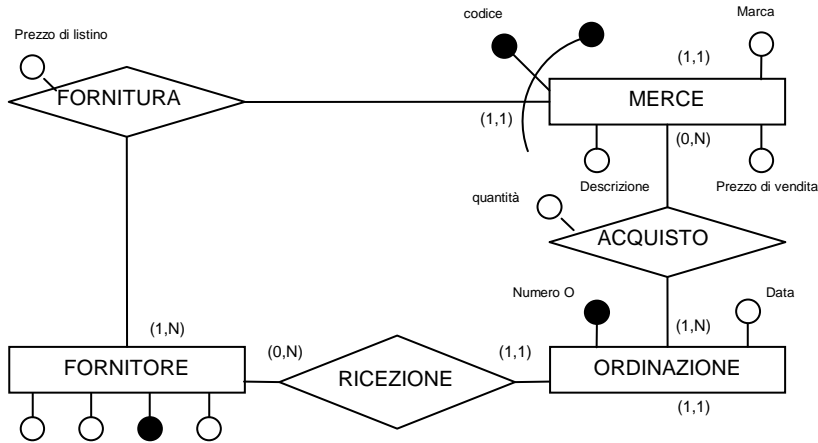 codice
Marca
Prezzo di listino
(1,1)
FORNITURA
MERCE
(1,1)
(0,N)
Descrizione
Prezzo di vendita
quantità
ACQUISTO
Numero O
Data
(1,N)
(0,N)
(1,1)
(1,N)
FORNITORE
RICEZIONE
ORDINAZIONE
(1,1)